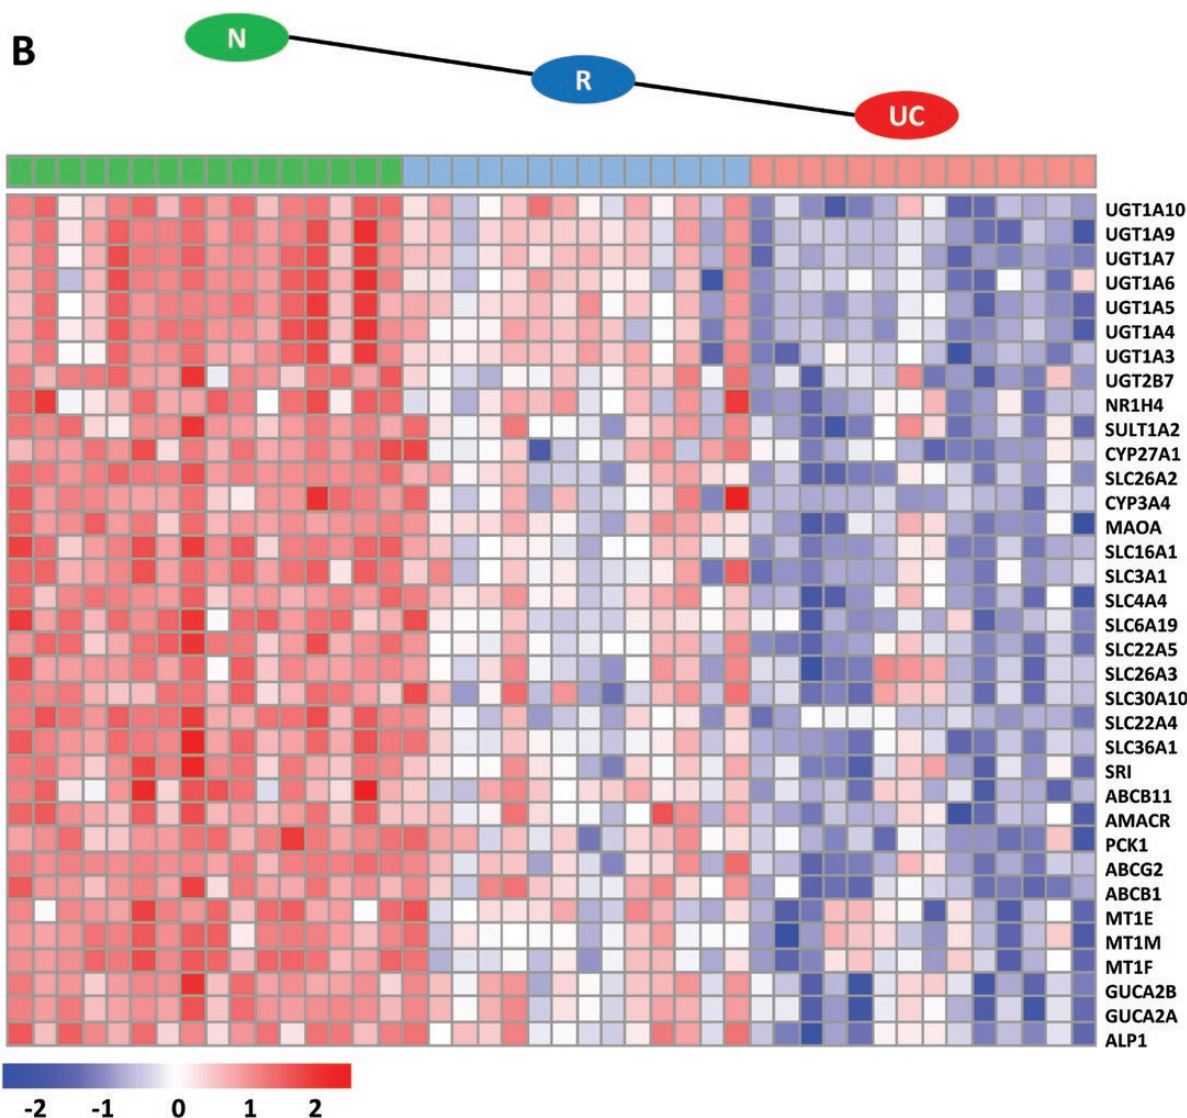 B
N
R
UC
UGT1A10
UGT1A9
UGT1A7
UGT1A6
UGT1A5
UGT1A4
UGT1A3
UGT2B7
NR1H4
SULT1A2
CYP27A1
SLC26A2
CYP3A4
MAOA
SLC16A1
SLC3A1
SLC4A4
SLC6A19
SLC22A5
SLC26A3
SLC30A10
SLC22A4
SLC36A1
SRI
ABCB11
AMACR
PCK1
ABCG2
ABCB1
MT1E
MT1M
MT1F
GUCA2B
GUCA2A
ALP1
-2 -1 0 1 2